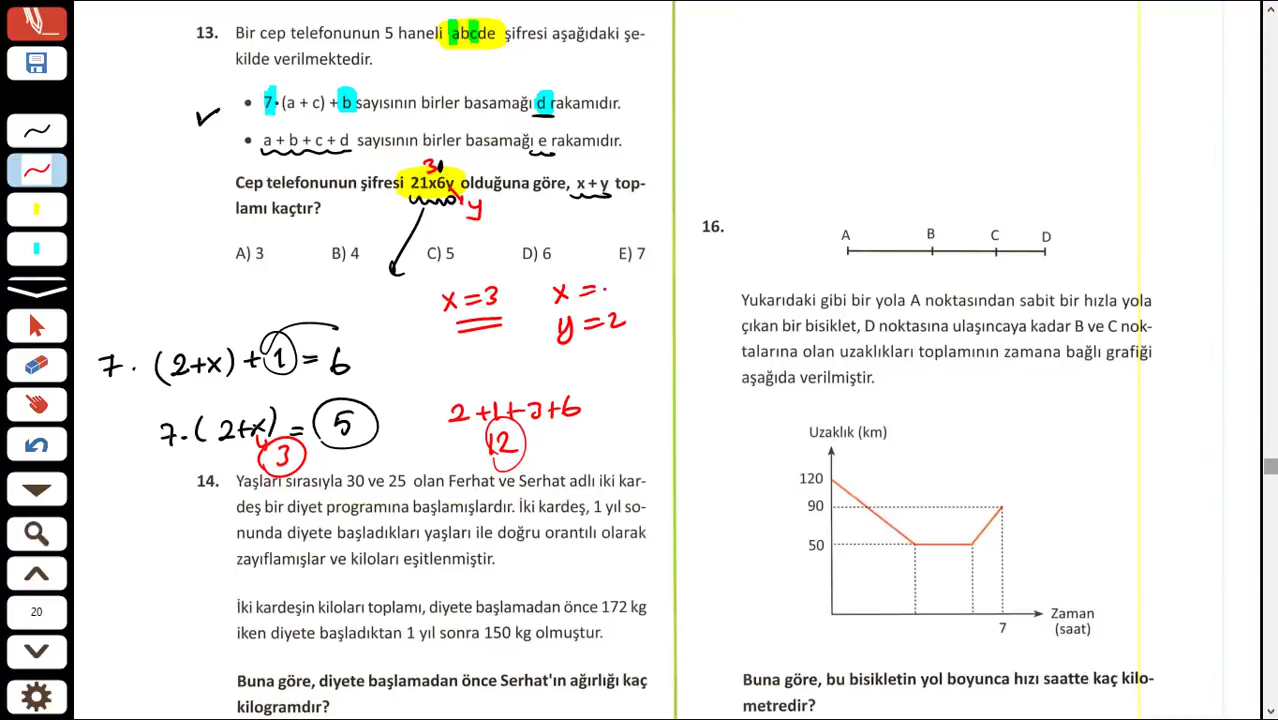 13. Bir cep telefonunun 5 haneli abcde şifresi aşağıdaki şe-
kilde verilmektedir.
• 7·(a + c) + b sayısının birler basamağı d rakamıdır.
• a + b + c + d sayısının birler basamağı e rakamıdır.
3
Cep telefonunun şifresi 21x6y olduğuna göre, x + y top-
lamı kaçtır?
y
A) 3 B) 4 C) 5 D) 6 E) 7
x = 3 x = .
y = 2
7 . (2+x) + 1 = 6
7.(2+x) = 5
3
2+1+3+6
12
14. Yaşları sırasıyla 30 ve 25 olan Ferhat ve Serhat adlı iki kar-
deş bir diyet programına başlamışlardır. İki kardeş, 1 yıl so-
nunda diyete başladıkları yaşları ile doğru orantılı olarak
zayıflamışlar ve kiloları eşitlenmiştir.
İki kardeşin kiloları toplamı, diyete başlamadan önce 172 kg
iken diyete başladıktan 1 yıl sonra 150 kg olmuştur.
Buna göre, diyete başlamadan önce Serhat'ın ağırlığı kaç
kilogramdır?
16.
A B C D
Yukarıdaki gibi bir yola A noktasından sabit bir hızla yola
çıkan bir bisiklet, D noktasına ulaşıncaya kadar B ve C nok-
talarına olan uzaklıkları toplamının zamana bağlı grafiği
aşağıda verilmiştir.
Uzaklık (km)
120
90
50
Zaman
7 (saat)
Buna göre, bu bisikletin yol boyunca hızı saatte kaç kilo-
metredir?
20